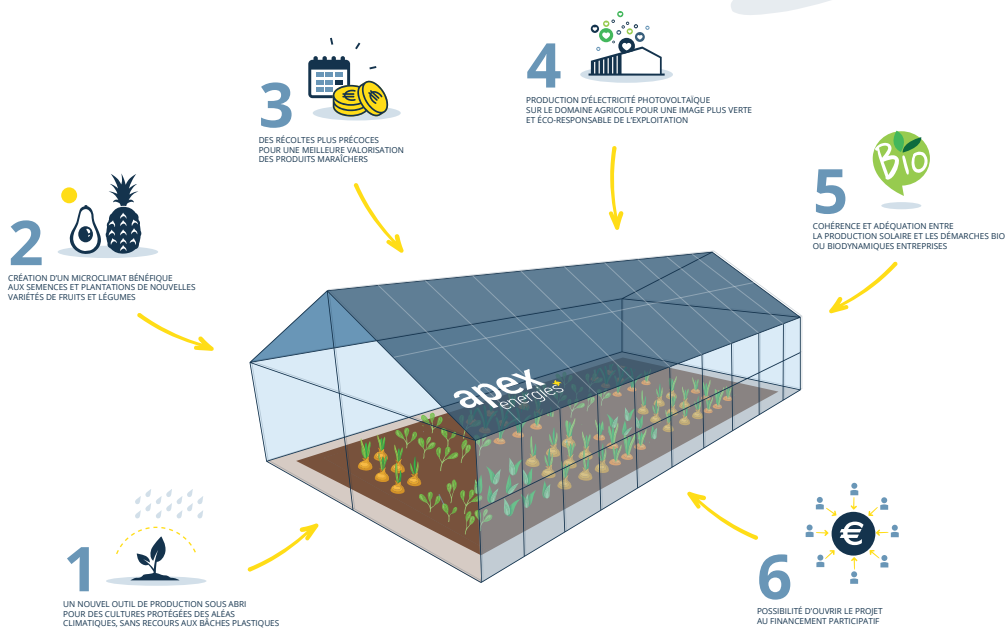 1
UN NOUVEL OUTIL DE PRODUCTION SOUS ABRI
POUR DES CULTURES PROTÉGÉES DES ALÉAS
CLIMATIQUES, SANS RECOURS AUX BÂCHES PLASTIQUES
2
CRÉATION D'UN MICROCLIMAT BÉNÉFIQUE
AUX SEMENCES ET PLANTATIONS DE NOUVELLES
VARIÉTÉS DE FRUITS ET LÉGUMES
3
€
DES RÉCOLTES PLUS PRÉCOCES
POUR UNE MEILLEURE VALORISATION
DES PRODUITS MARAÎCHERS
4
PRODUCTION D'ÉLECTRICITÉ PHOTOVOLTAÏQUE
SUR LE DOMAINE AGRICOLE POUR UNE IMAGE PLUS VERTE
ET ÉCO-RESPONSABLE DE L'EXPLOITATION
5
BIO
COHÉRENCE ET ADÉQUATION ENTRE
LA PRODUCTION SOLAIRE ET LES DÉMARCHES BIO
OU BIODYNAMIQUES ENTREPRISES
6
€
POSSIBILITÉ D'OUVRIR LE PROJET
AU FINANCEMENT PARTICIPATIF
apex
energies